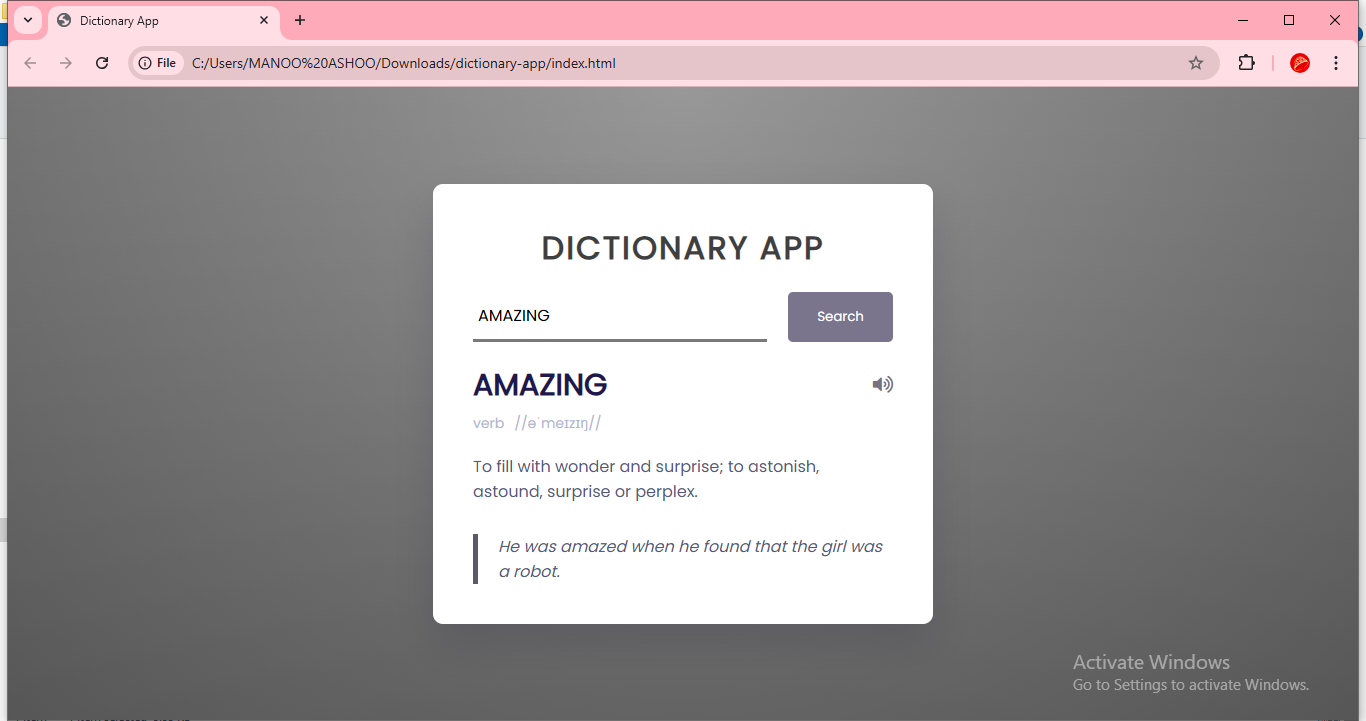 Dictionary App
File C:/Users/MANOO%20ASHOO/Downloads/dictionary-app/index.html
DICTIONARY APP
AMAZING
Search
AMAZING
verb //əˈmeɪzɪŋ//
To fill with wonder and surprise; to astonish,
astound, surprise or perplex.
He was amazed when he found that the girl was
a robot.
Activate Windows
Go to Settings to activate Windows.